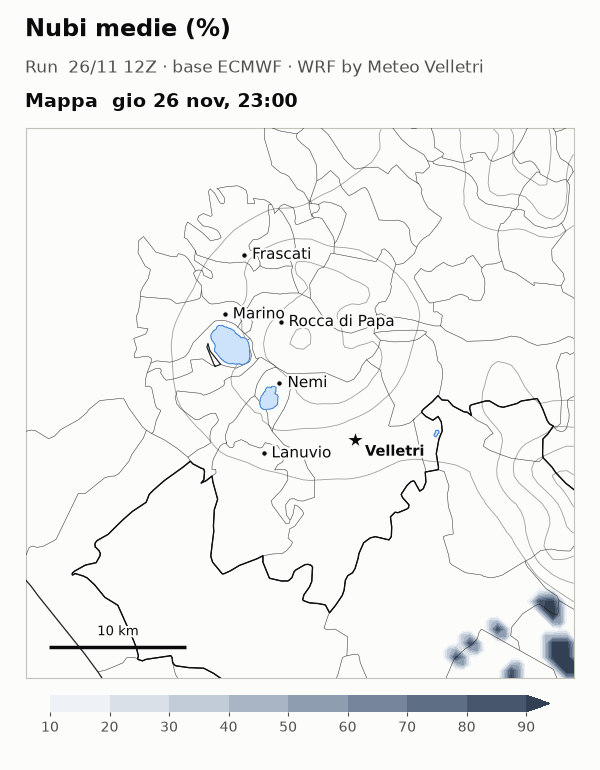 Nubi medie (%)
Run  26/11 12Z · base ECMWF · WRF by Meteo Velletri
Mappa  gio 26 nov, 23:00
Frascati
Marino
Rocca di Papa
Nemi
Velletri
Lanuvio
10 km
10 20 30 40 50 60 70 80 90